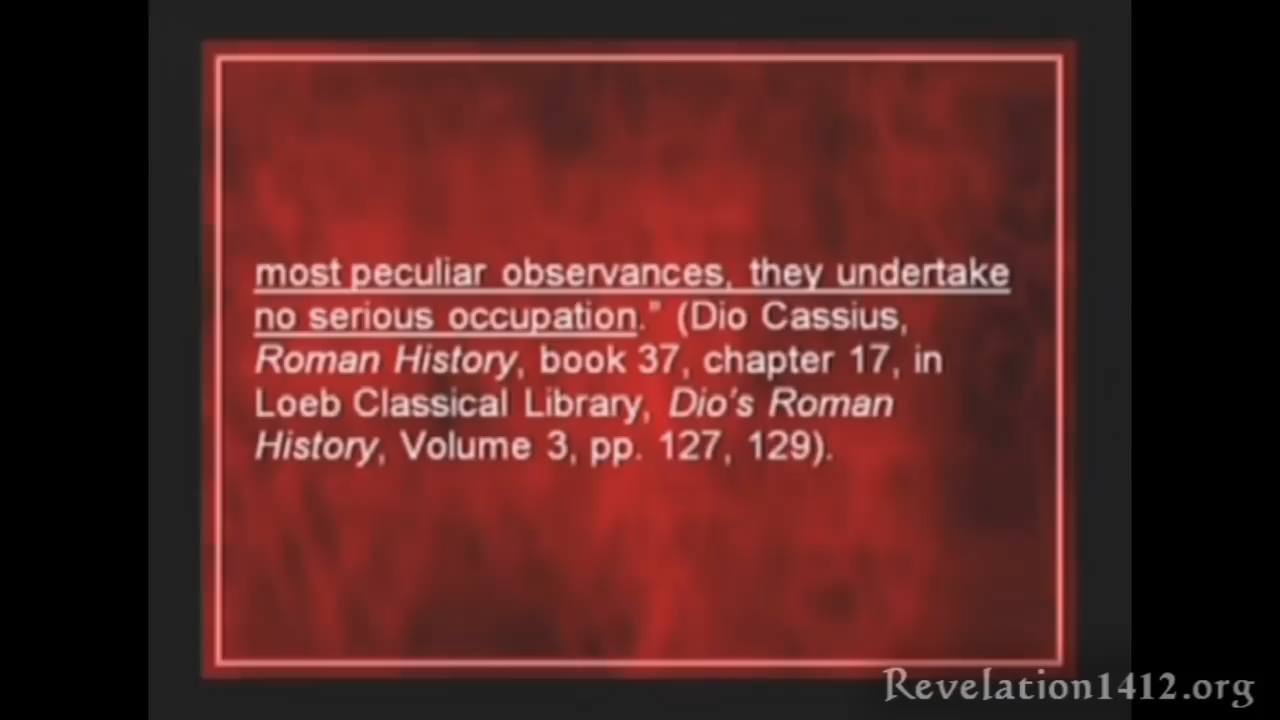 most peculiar observances, they undertake
no serious occupation." (Dio Cassius,
Roman History, book 37, chapter 17, in
Loeb Classical Library, Dio's Roman
History, Volume 3, pp. 127, 129).
Revelation1412.org